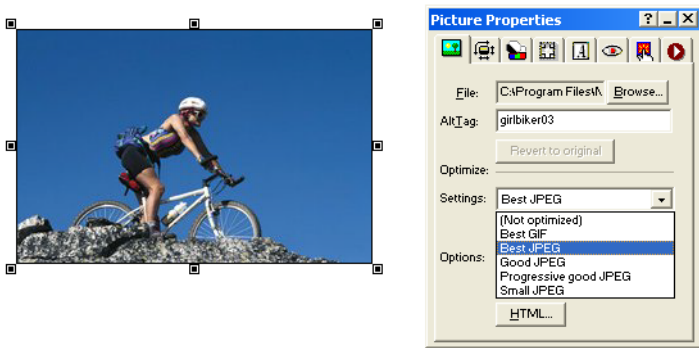 Picture Properties
File: C:\Program Files\ Browse...
AltTag: girlbiker03
Revert to original
Optimize:
Settings: Best JPEG
(Not optimized)
Best GIF
Best JPEG
Good JPEG
Options:
Progressive good JPEG
Small JPEG
HTML...